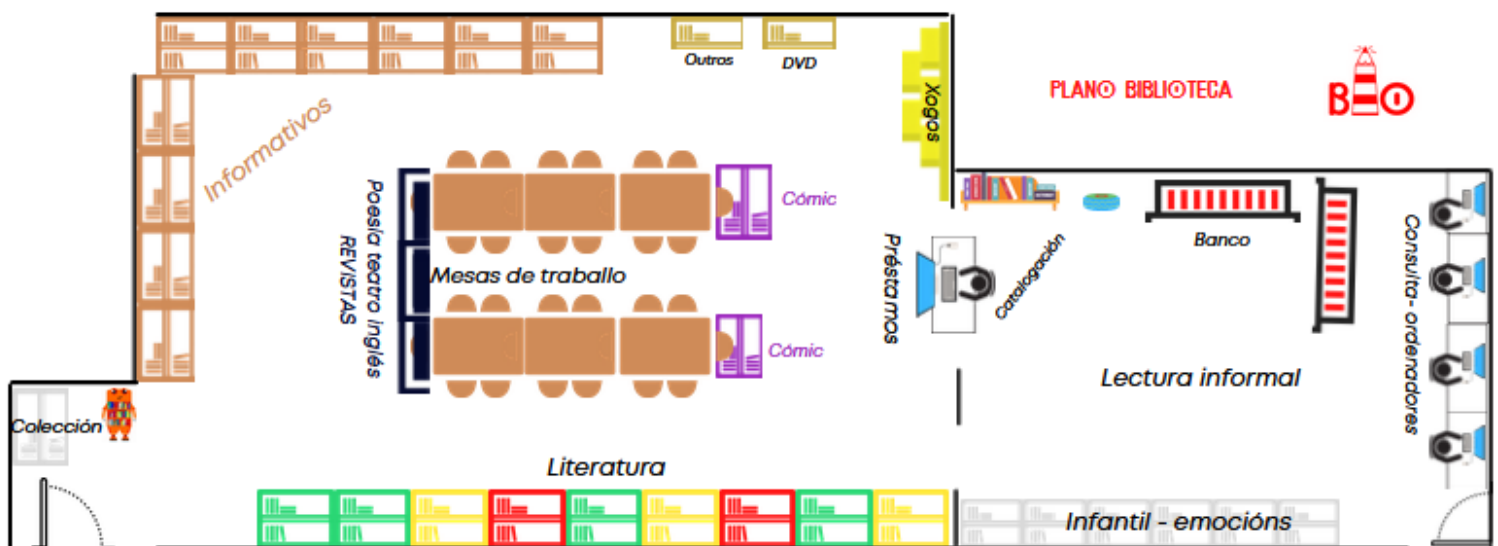 Outros
DVD
Xogos
PLANO BIBLIOTECA
BIO
Informativos
Poesía teatro inglés
REVISTAS
Mesas de traballo
Cómic
Cómic
Préstamos
Catalogación
Banco
Consulta- ordenadores
Lectura informal
Colección
Literatura
Infantil - emocións